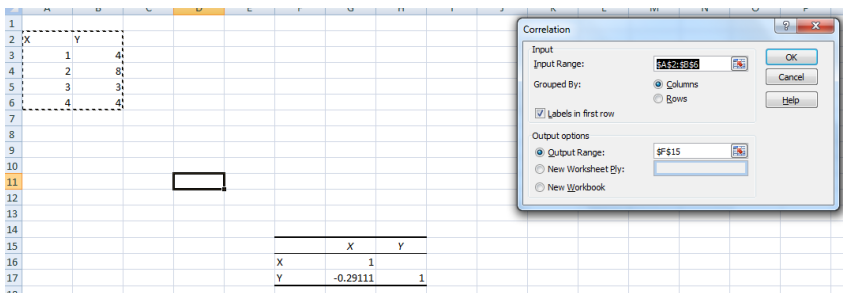 1
2 X Y
3 1 4
4 2 8
5 3 3
6 4 4
7
8
9
10
11
12
13
14
15 X Y
16 X 1
17 Y -0.29111 1
Correlation
Input
Input Range: $A$2:$B$6
Grouped By: Columns
Rows
Labels in first row
OK
Cancel
Help
Output options
Output Range: $F$15
New Worksheet Ply:
New Workbook